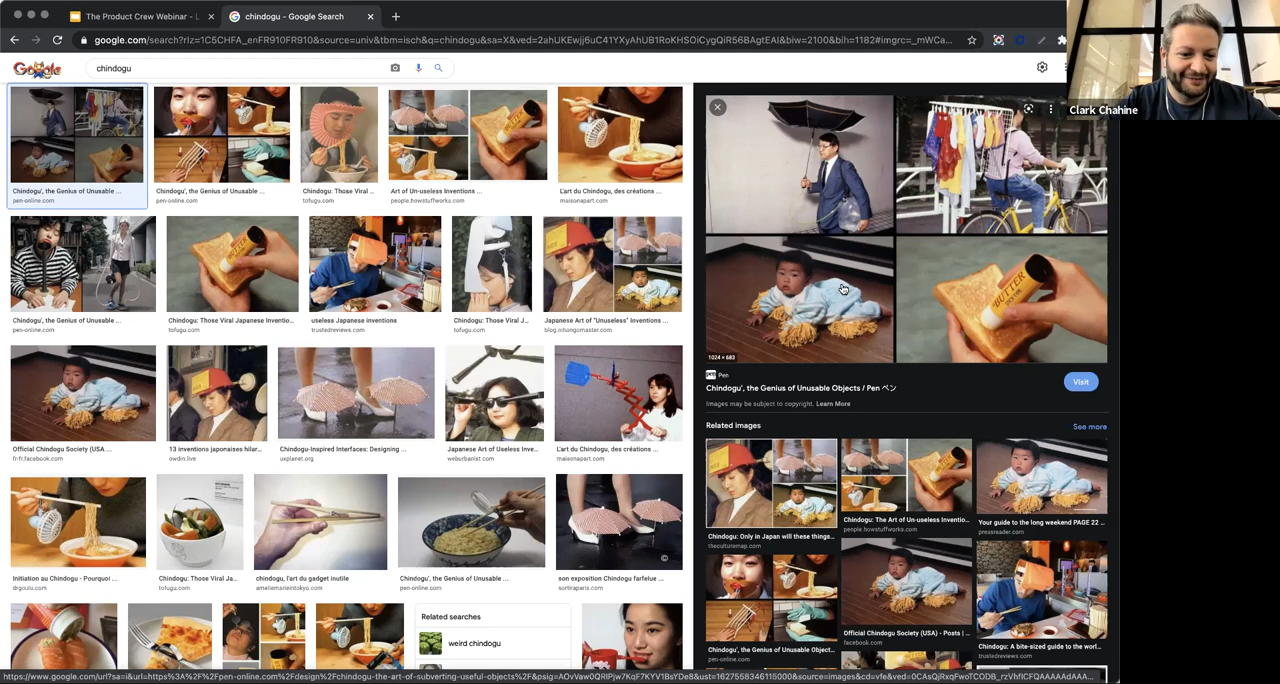 The Product Crew Webinar - L
chindogu - Google Search
google.com/search?rlz=1C5CHFA_enFR910FR910&source=univ&tbm=isch&q=chindogu&sa=X&ved=2ahUKEwjj6uC41YXyAhUB1RoKHSOiCygQiR56BAgtEAI&biw=2100&bih=1182#imgrc=_mWCa...
Clark Chahine
Google
chindogu
Chindogu', the Genius of Unusable ...
pen-online.com
Chindogu', the Genius of Unusable ...
pen-online.com
Chindogu: Those Viral ...
tofugu.com
Art of Un-useless Inventions ...
people.howstuffworks.com
L'art du Chindogu, des créations ...
maisonapart.com
Chindogu', the Genius of Unusable ...
pen-online.com
Chindogu: Those Viral Japanese Inventio...
tofugu.com
useless Japanese inventions
trustedreviews.com
Chindogu: Those Viral J...
tofugu.com
Japanese Art of "Unuseless" Inventions ...
blog.nihongomaster.com
Official Chindogu Society (USA ...
fr-fr.facebook.com
13 inventions japonaises hilar...
owdin.live
Chindogu-Inspired Interfaces: Designing ...
uxplanet.org
Japanese Art of Useless Inve...
weburbanist.com
L'art du Chindogu, des créations ...
maisonapart.com
Initiation au Chindogu - Pourquoi ...
drgoulu.com
Chindogu: Those Viral Ja...
tofugu.com
chindogu, l'art du gadget inutile
ameliemarieintokyo.com
Chindogu', the Genius of Unusable ...
pen-online.com
son exposition Chindogu farfelue ...
sortiraparis.com
Related searches
weird chindogu
BUTTER
1024 × 683
Pen
Chindogu', the Genius of Unusable Objects / Pen ペン
Visit
Images may be subject to copyright. Learn More
Related images
See more
Chindogu: Only in Japan will these things...
theculturemap.com
Chindogu: The Art of Un-useless Inventio...
people.howstuffworks.com
Your guide to the long weekend PAGE 22 ...
pressreader.com
Chindogu', the Genius of Unusable Object...
pen-online.com
Official Chindogu Society (USA) - Posts | ...
facebook.com
Chindogu: A bite-sized guide to the worl...
trustedreviews.com